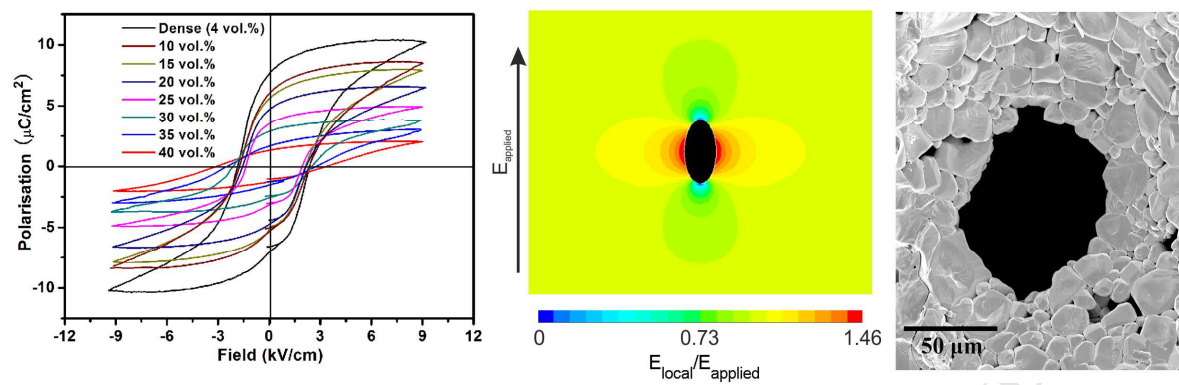 Dense (4 vol.%)
10 vol.%
15 vol.%
20 vol.%
25 vol.%
30 vol.%
35 vol.%
40 vol.%
10
5
0
-5
-10
-12
-9
-6
-3
0
3
6
9
12
Polarisation (μC/cm²)
Field (kV/cm)
E_applied
0
0.73
1.46
E_local/E_applied
50 μm